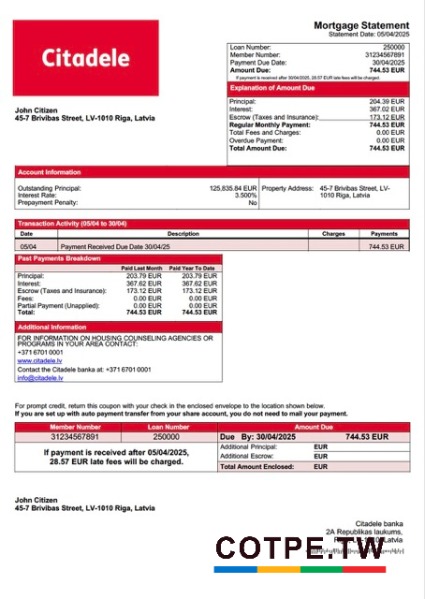 Citadele
Mortgage Statement
Statement Date: 05/04/2025
Loan Number: 250000
Member Number: 31234567891
Payment Due Date: 30/04/2025
Amount Due: 744.53 EUR
If payment is received after 30/04/2025, 28.57 EUR late fees will be charged.
John Citizen
45-7 Brivibas Street, LV-1010 Riga, Latvia
Explanation of Amount Due
Principal: 204.39 EUR
Interest: 367.02 EUR
Escrow (Taxes and Insurance): 173.12 EUR
Regular Monthly Payment: 744.53 EUR
Total Fees and Charges: 0.00 EUR
Overdue Payment: 0.00 EUR
Total Amount Due: 744.53 EUR
Account Information
Outstanding Principal: 125,835.84 EUR
Interest Rate: 3.500%
Prepayment Penalty: No
Property Address: 45-7 Brivibas Street, LV-
1010 Riga, Latvia
Transaction Activity (05/04 to 30/04)
Date Description Charges Payments
05/04 Payment Received Due Date 30/04/25 744.53 EUR
Past Payments Breakdown
Paid Last Month Paid Year To Date
Principal: 203.79 EUR 203.79 EUR
Interest: 367.62 EUR 367.62 EUR
Escrow (Taxes and Insurance): 173.12 EUR 173.12 EUR
Fees: 0.00 EUR 0.00 EUR
Partial Payment (Unapplied): 0.00 EUR 0.00 EUR
Total: 744.53 EUR 744.53 EUR
Additional Information
FOR INFORMATION ON HOUSING COUNSELING AGENCIES OR
PROGRAMS IN YOUR AREA CONTACT:
+371 6701 0001
www.citadele.lv
Contact the Citadele banka at: +371 6701 0001
info@citadele.lv
For prompt credit, return this coupon with your check in the enclosed envelope to the location shown below.
If you are set up with auto payment transfer from your share account, you do not need to mail your payment.
Member Number Loan Number Amount Due
31234567891 250000 Due By: 30/04/2025 744.53 EUR
If payment is received after 05/04/2025,
28.57 EUR late fees will be charged.
Additional Principal: EUR
Additional Escrow: EUR
Total Amount Enclosed: EUR
John Citizen
45-7 Brivibas Street, LV-1010 Riga, Latvia
Citadele banka
2A Republikas laukums,
Latvia
COTPE.TW